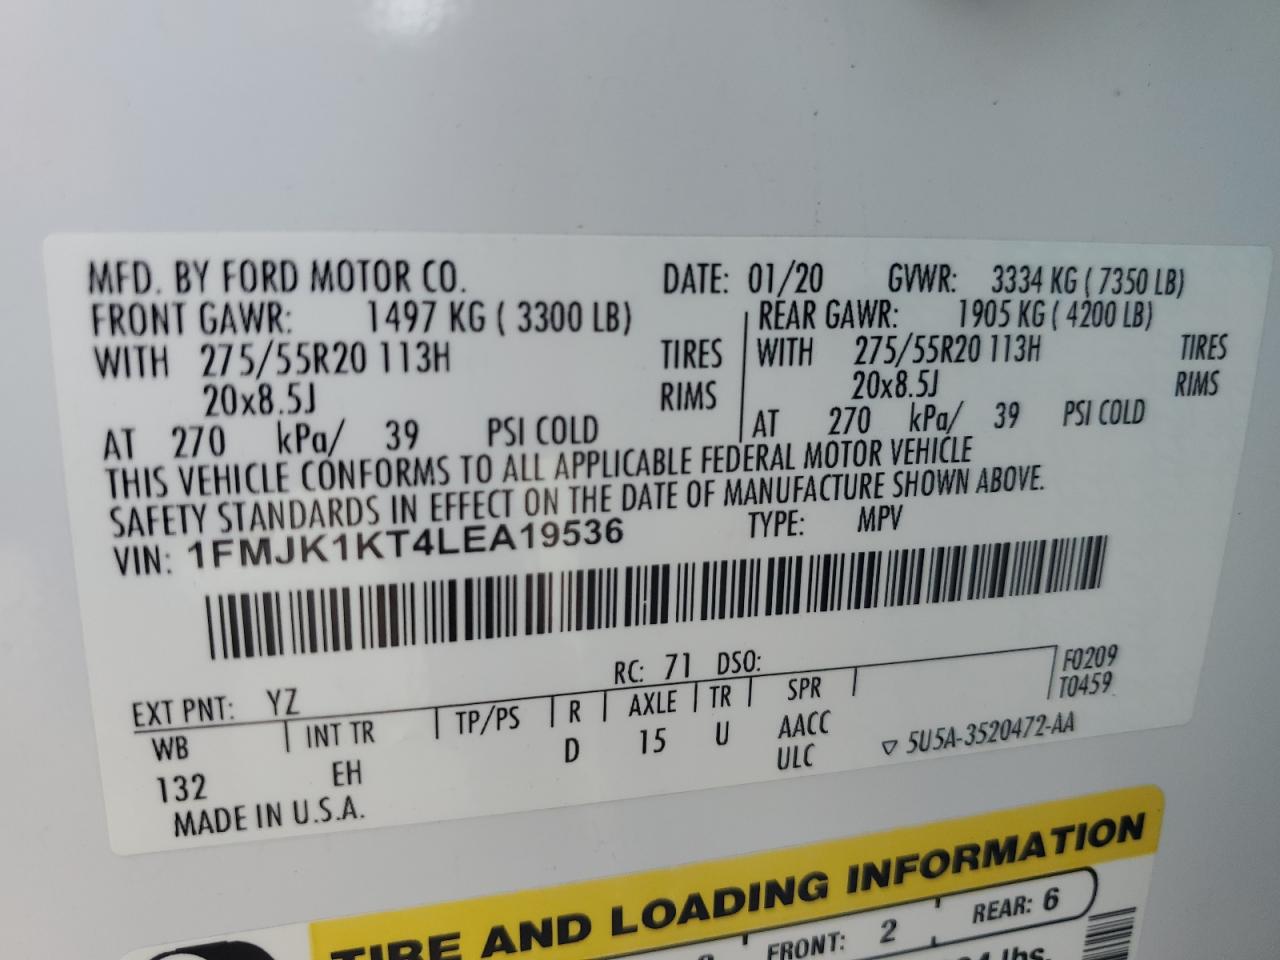 MFD. BY FORD MOTOR CO. DATE: 01/20 GVWR: 3334 KG ( 7350 LB)
FRONT GAWR: 1497 KG ( 3300 LB) REAR GAWR: 1905 KG ( 4200 LB)
WITH 275/55R20 113H TIRES WITH 275/55R20 113H TIRES
20x8.5J RIMS 20x8.5J RIMS
AT 270 kPa/ 39 PSI COLD AT 270 kPa/ 39 PSI COLD
THIS VEHICLE CONFORMS TO ALL APPLICABLE FEDERAL MOTOR VEHICLE
SAFETY STANDARDS IN EFFECT ON THE DATE OF MANUFACTURE SHOWN ABOVE.
VIN: 1FMJK1KT4LEA19536 TYPE: MPV
RC: 71 DSO: F0209
EXT PNT: YZ T0459
WB INT TR TP/PS R AXLE TR SPR
132 EH D 15 U AACC
ULC ▽ 5U5A-3520472-AA
MADE IN U.S.A.
TIRE AND LOADING INFORMATION
FRONT: 2 REAR: 6
lbs.